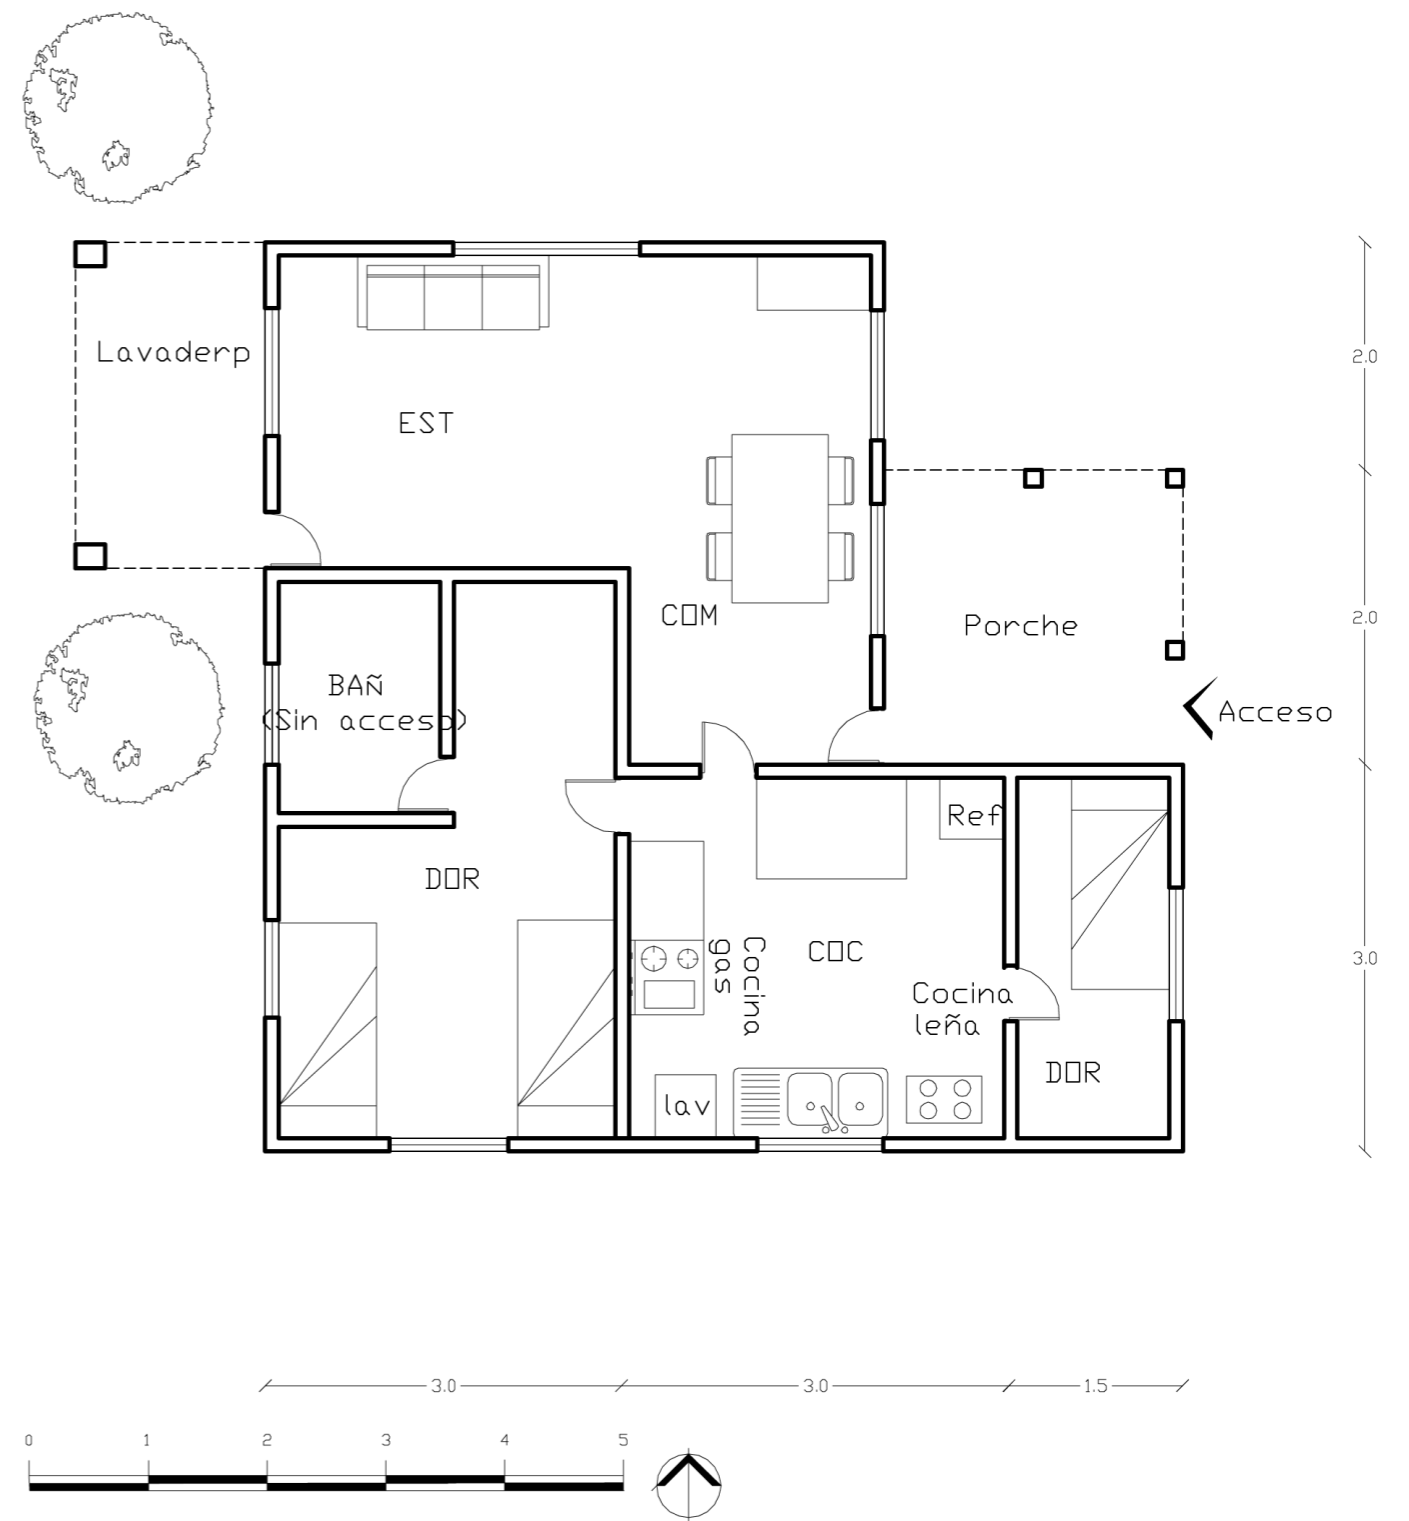 Lavaderp
2.0
EST
COM
Porche
2.0
BAÑ
(Sin acceso)
Acceso
Ref
DOR
COC
Cocina
gas
Cocina
leña
3.0
DOR
lav
3.0
3.0
1.5
0 1 2 3 4 5